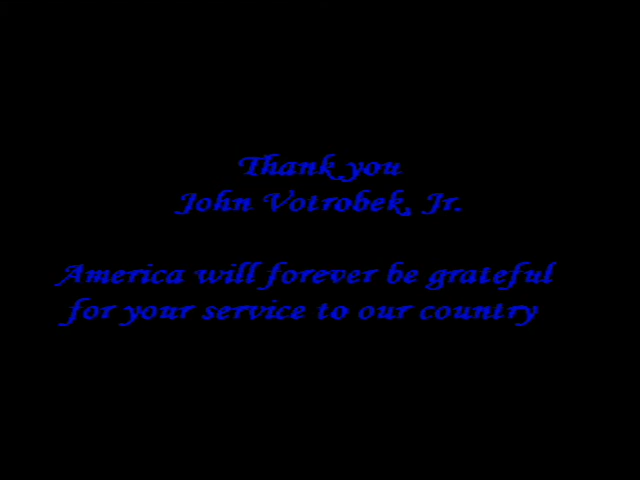 Thank you
John Votrobek, Jr.
America will forever be grateful
for your service to our country